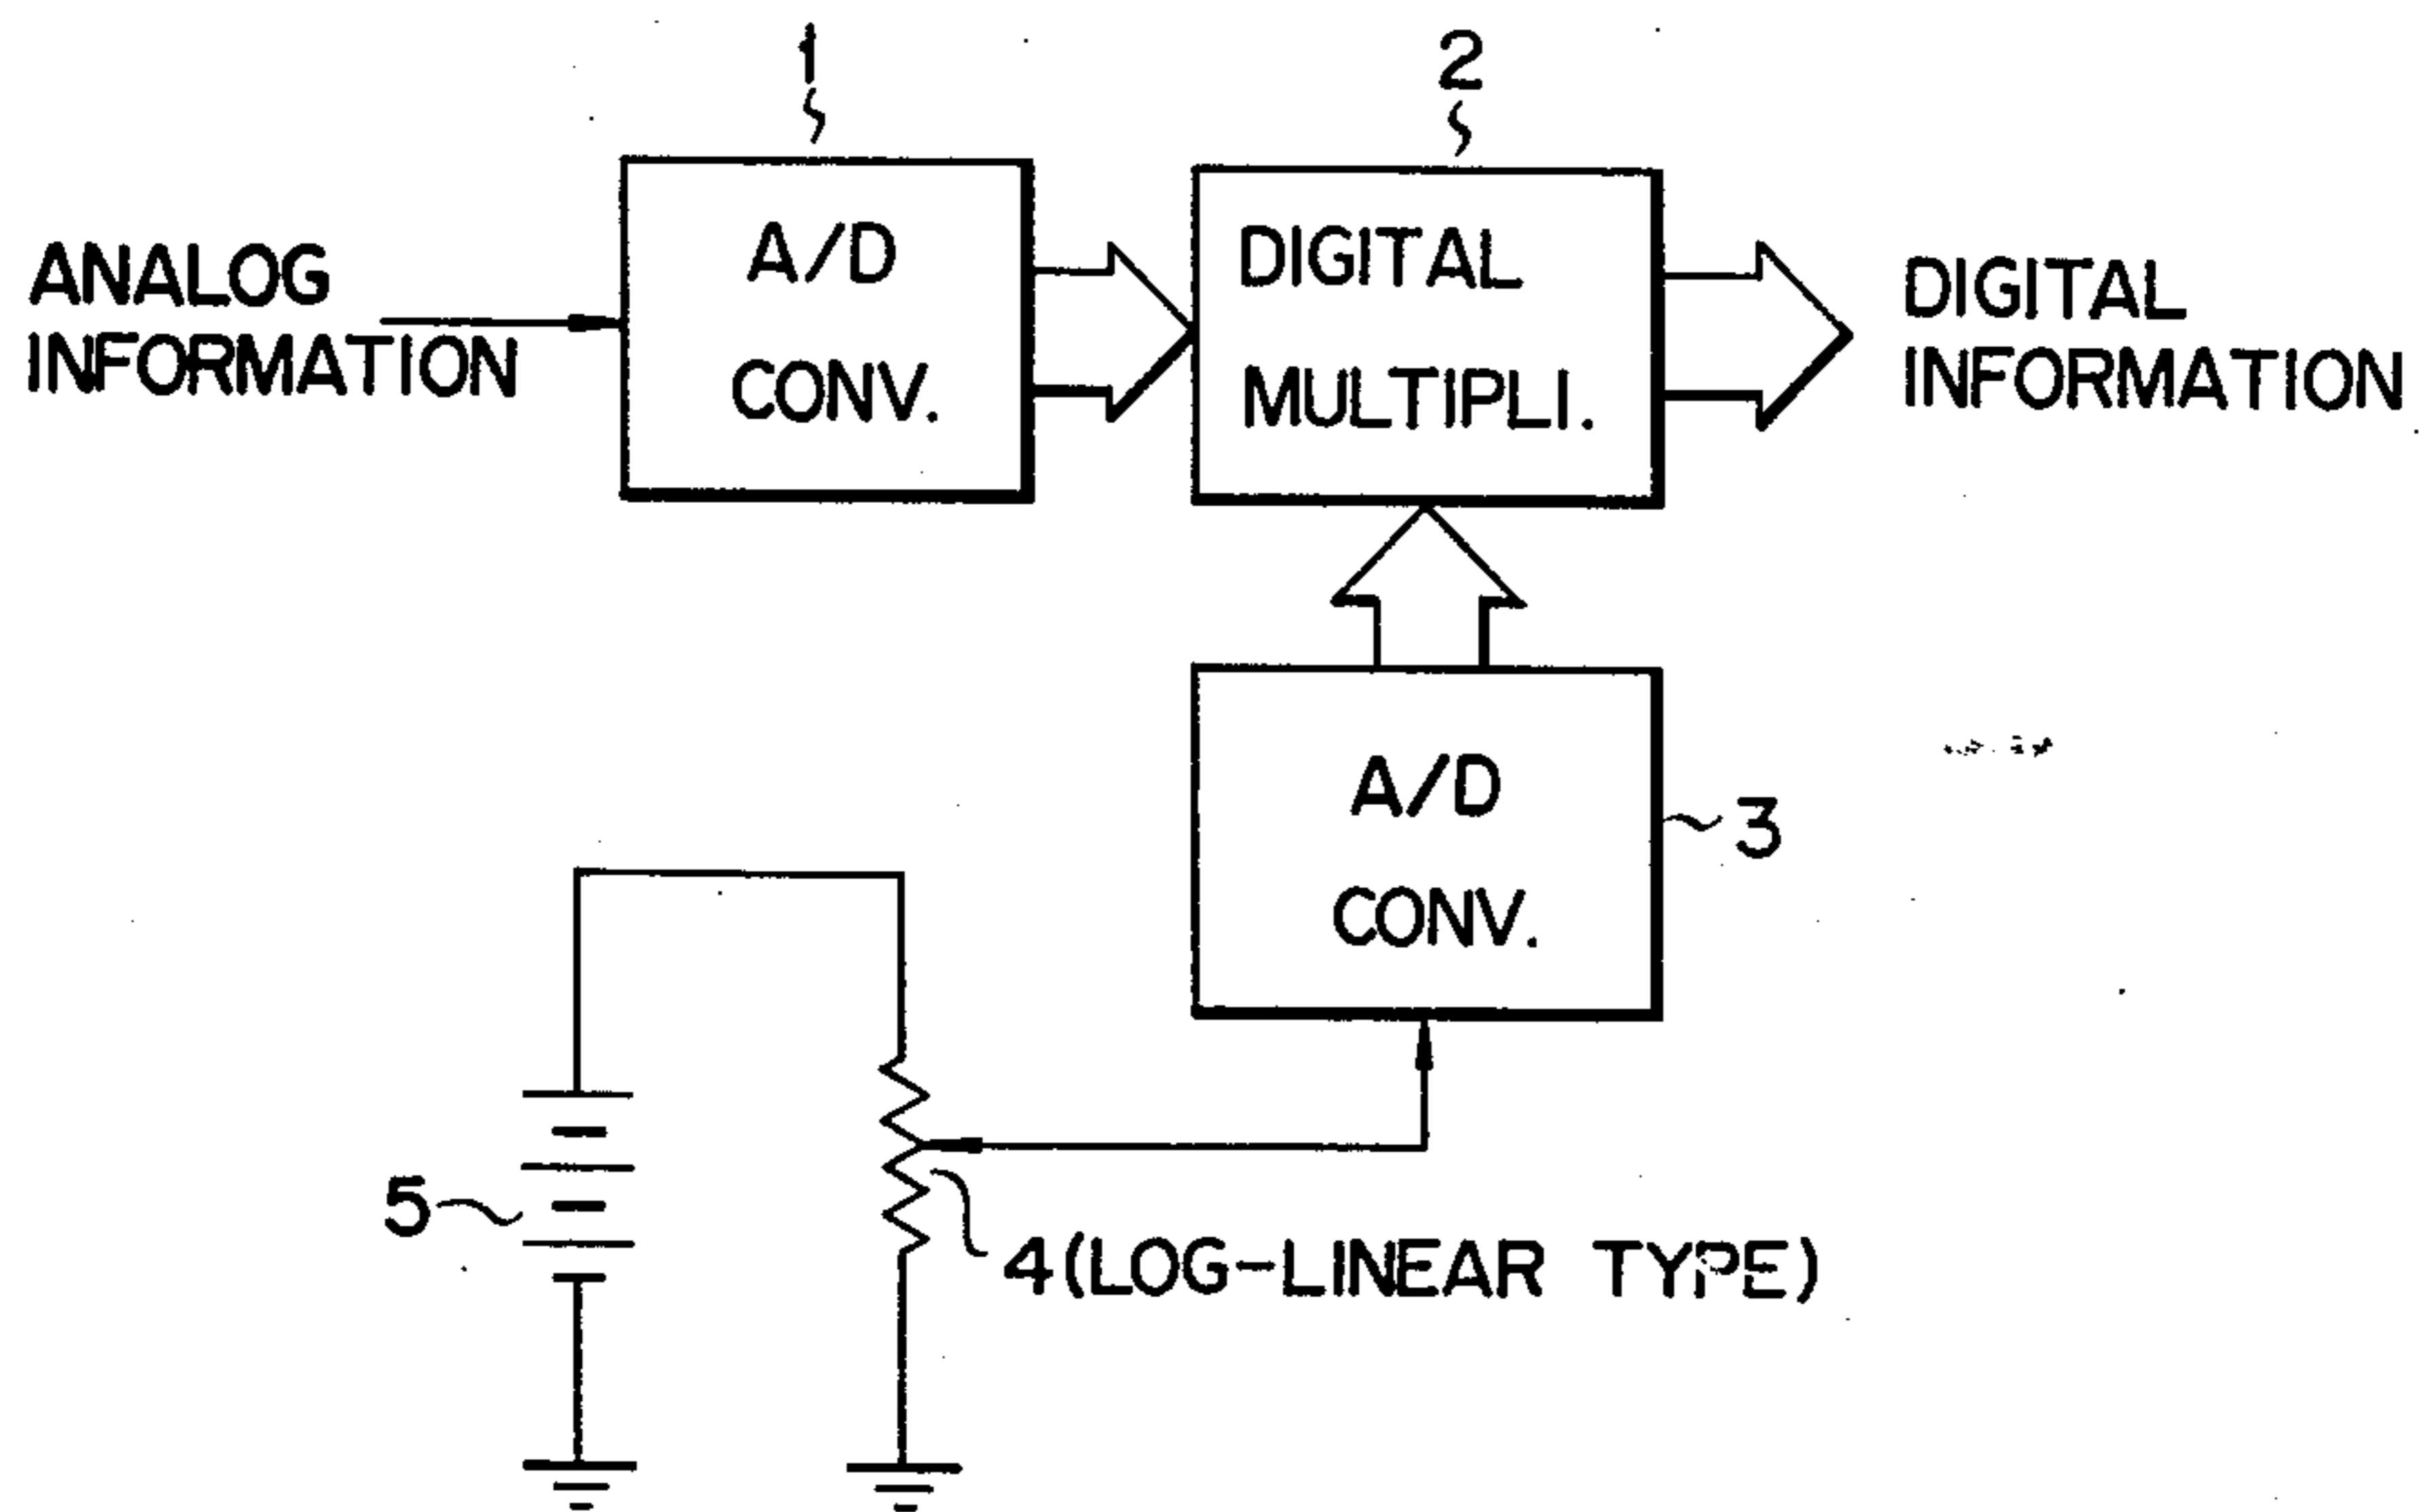 1
2
ANALOG
INFORMATION
A/D
CONV.
DIGITAL
MULTIPLI.
DIGITAL
INFORMATION
A/D
CONV.
3
5
4(LOG-LINEAR TYPE)